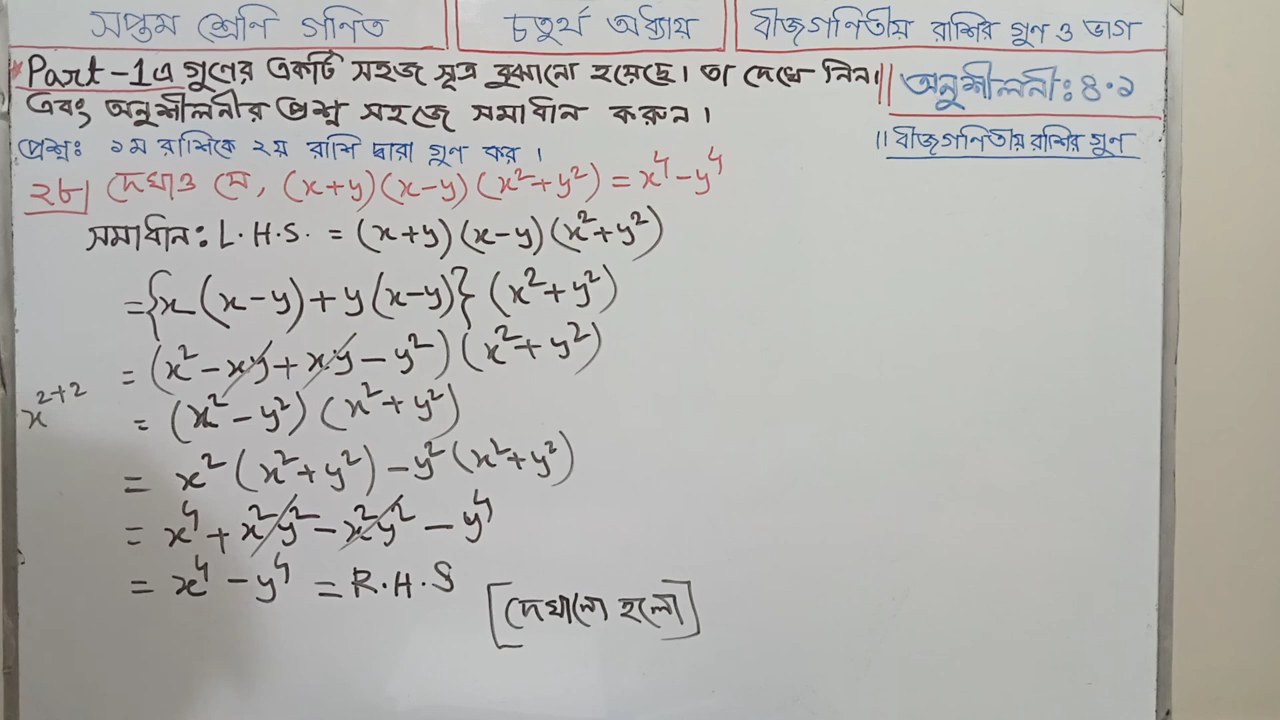 সপ্তম শ্রেণি গণিত
চতুর্থ অধ্যায়
বীজগণিতীয় রাশির গুণ ও ভাগ
Part-1এ গুণের একটি সহজ সূত্র বুঝানো হয়েছে। তা দেখে নিন।
এবং অনুশীলনীর প্রশ্ন সহজে সমাধান করুন।
অনুশীলনী: ৪.১
প্রশ্ন: ১ম রাশিকে ২য় রাশি দ্বারা গুণ কর।
॥ বীজগণিতীয় রাশির গুণ
২৮| দেখাও যে, (x+y)(x-y)(x²+y²) = x⁴-y⁴
সমাধান: L.H.S. = (x+y)(x-y)(x²+y²)
={x(x-y)+y(x-y)}(x²+y²)
= (x²-xy+xy-y²)(x²+y²)
x²⁺²
= (x²-y²)(x²+y²)
= x²(x²+y²)-y²(x²+y²)
= x⁴+x²y²-x²y²-y⁴
= x⁴-y⁴ = R.H.S
[দেখানো হলো]